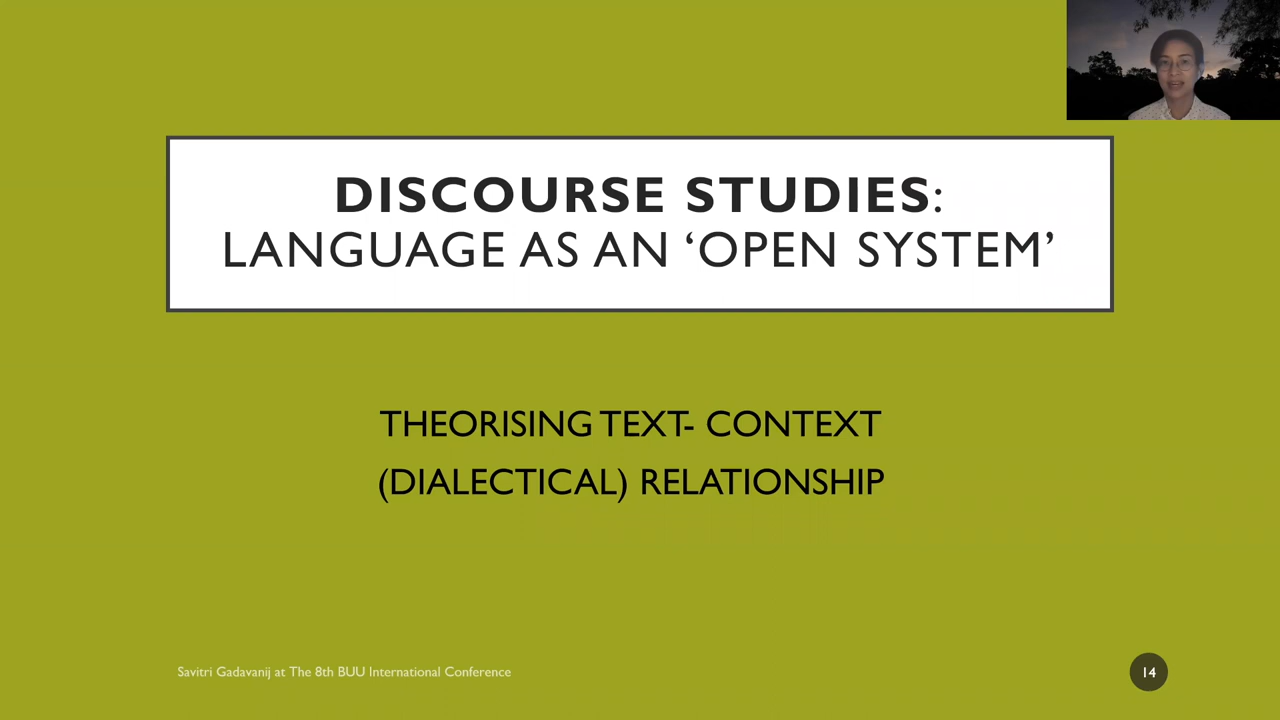 DISCOURSE STUDIES:
LANGUAGE AS AN ‘OPEN SYSTEM’
THEORISING TEXT- CONTEXT
(DIALECTICAL) RELATIONSHIP
Savitri Gadavanij at The 8th BUU International Conference
14